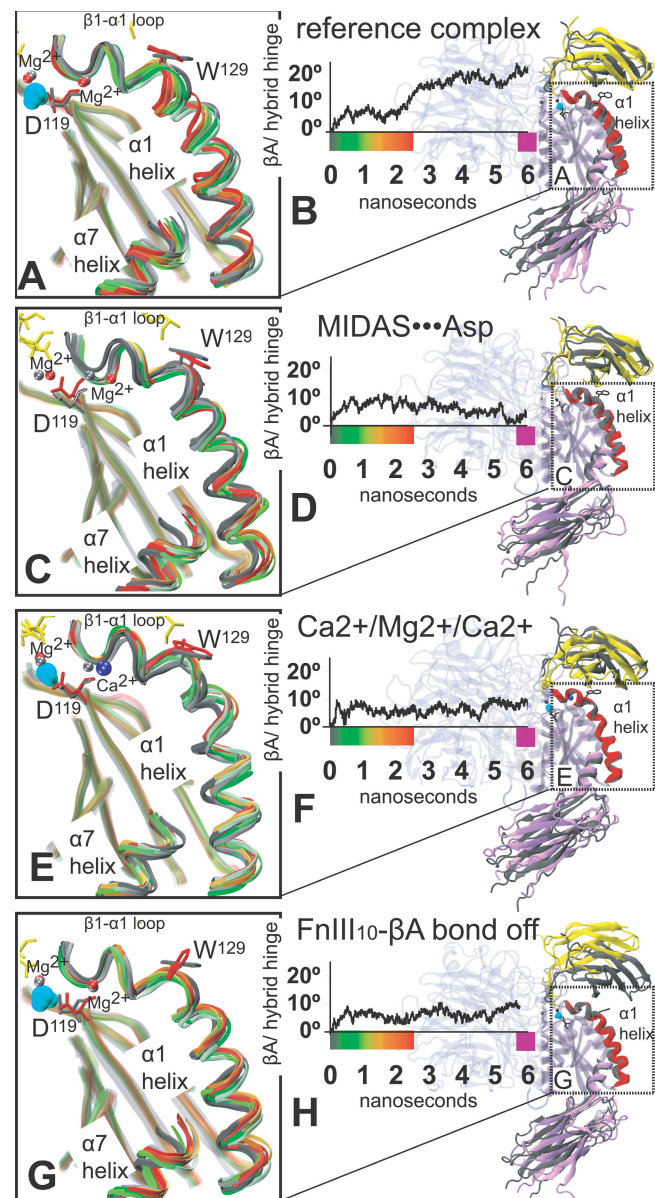 β1-α1 loop
Mg2+
W129
Mg2+
D119
α1
helix
α7
helix
A
reference complex
βA/ hybrid hinge
20º
10º
0º
0 1 2 3 4 5 6
nanoseconds
B
α1
helix
A
β1-α1 loop
Mg2+
W129
Mg2+
D119
α1
helix
α7
helix
C
MIDAS•••Asp
βA/ hybrid hinge
20º
10º
0º
0 1 2 3 4 5 6
nanoseconds
D
α1
helix
C
β1-α1 loop
Mg2+
W129
Ca2+
D119
α1
helix
α7
helix
E
Ca2+/Mg2+/Ca2+
βA/ hybrid hinge
20º
10º
0º
0 1 2 3 4 5 6
nanoseconds
F
α1
helix
E
β1-α1 loop
Mg2+
W129
Mg2+
D119
α1
helix
α7
helix
G
FnIII10-βA bond off
βA/ hybrid hinge
20º
10º
0º
0 1 2 3 4 5 6
nanoseconds
H
α1
helix
G